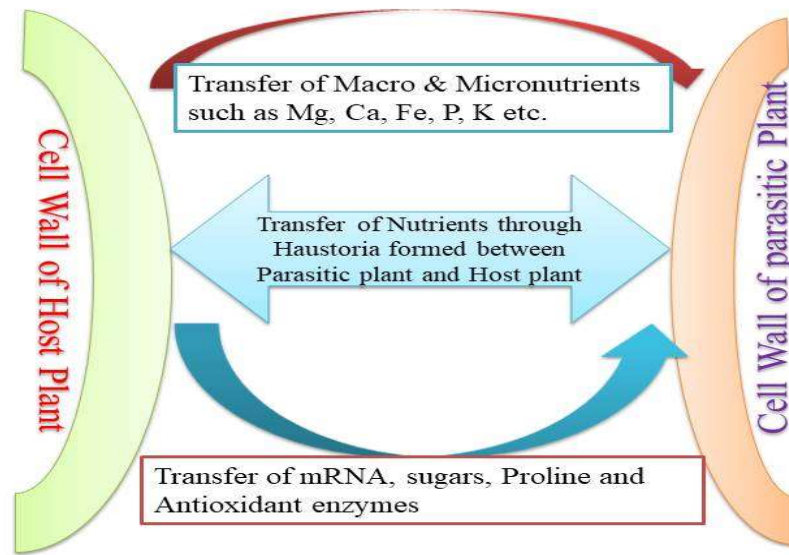 Transfer of Macro & Micronutrients
such as Mg, Ca, Fe, P, K etc.
Cell Wall of Host Plant
Transfer of Nutrients through
Haustoria formed between
Parasitic plant and Host plant
Cell Wall of parasitic Plant
Transfer of mRNA, sugars, Proline and
Antioxidant enzymes